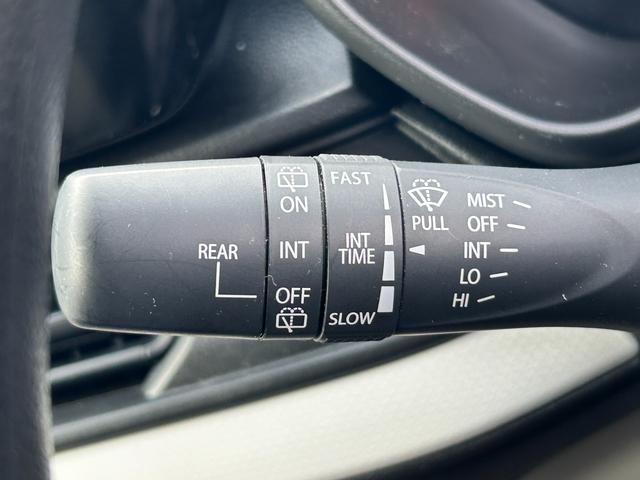 REAR
ON
INT
OFF
FAST
INT
TIME
SLOW
PULL
MIST
OFF
INT
LO
HI